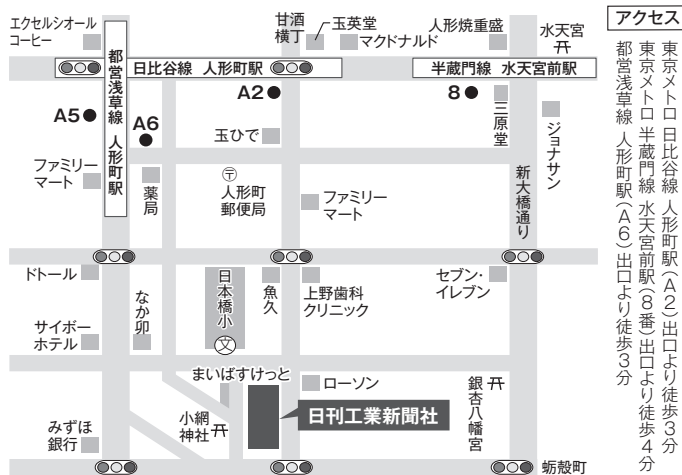 エクセルシオール
コーヒー
甘酒
横丁
玉英堂
マクドナルド
人形焼重盛
水天宮
都営浅草線 人形町駅
日比谷線 人形町駅
半蔵門線 水天宮前駅
A5
A6
A2
8
玉ひで
三原堂
ジョナサン
ファミリー
マート
薬局
〒
人形町
郵便局
ファミリー
マート
新大橋通り
ドトール
なか卯
日本橋小
文
魚久
上野歯科
クリニック
セブン‐
イレブン
サイボー
ホテル
まいばすけっと
ローソン
小網
神社
日刊工業新聞社
銀杏八幡宮
みずほ
銀行
蛎殻町
アクセス
東京メトロ 日比谷線 人形町駅(A2)出口より徒歩3分
東京メトロ 半蔵門線 水天宮前駅(8番)出口より徒歩4分
都営浅草線 人形町駅(A6)出口より徒歩3分